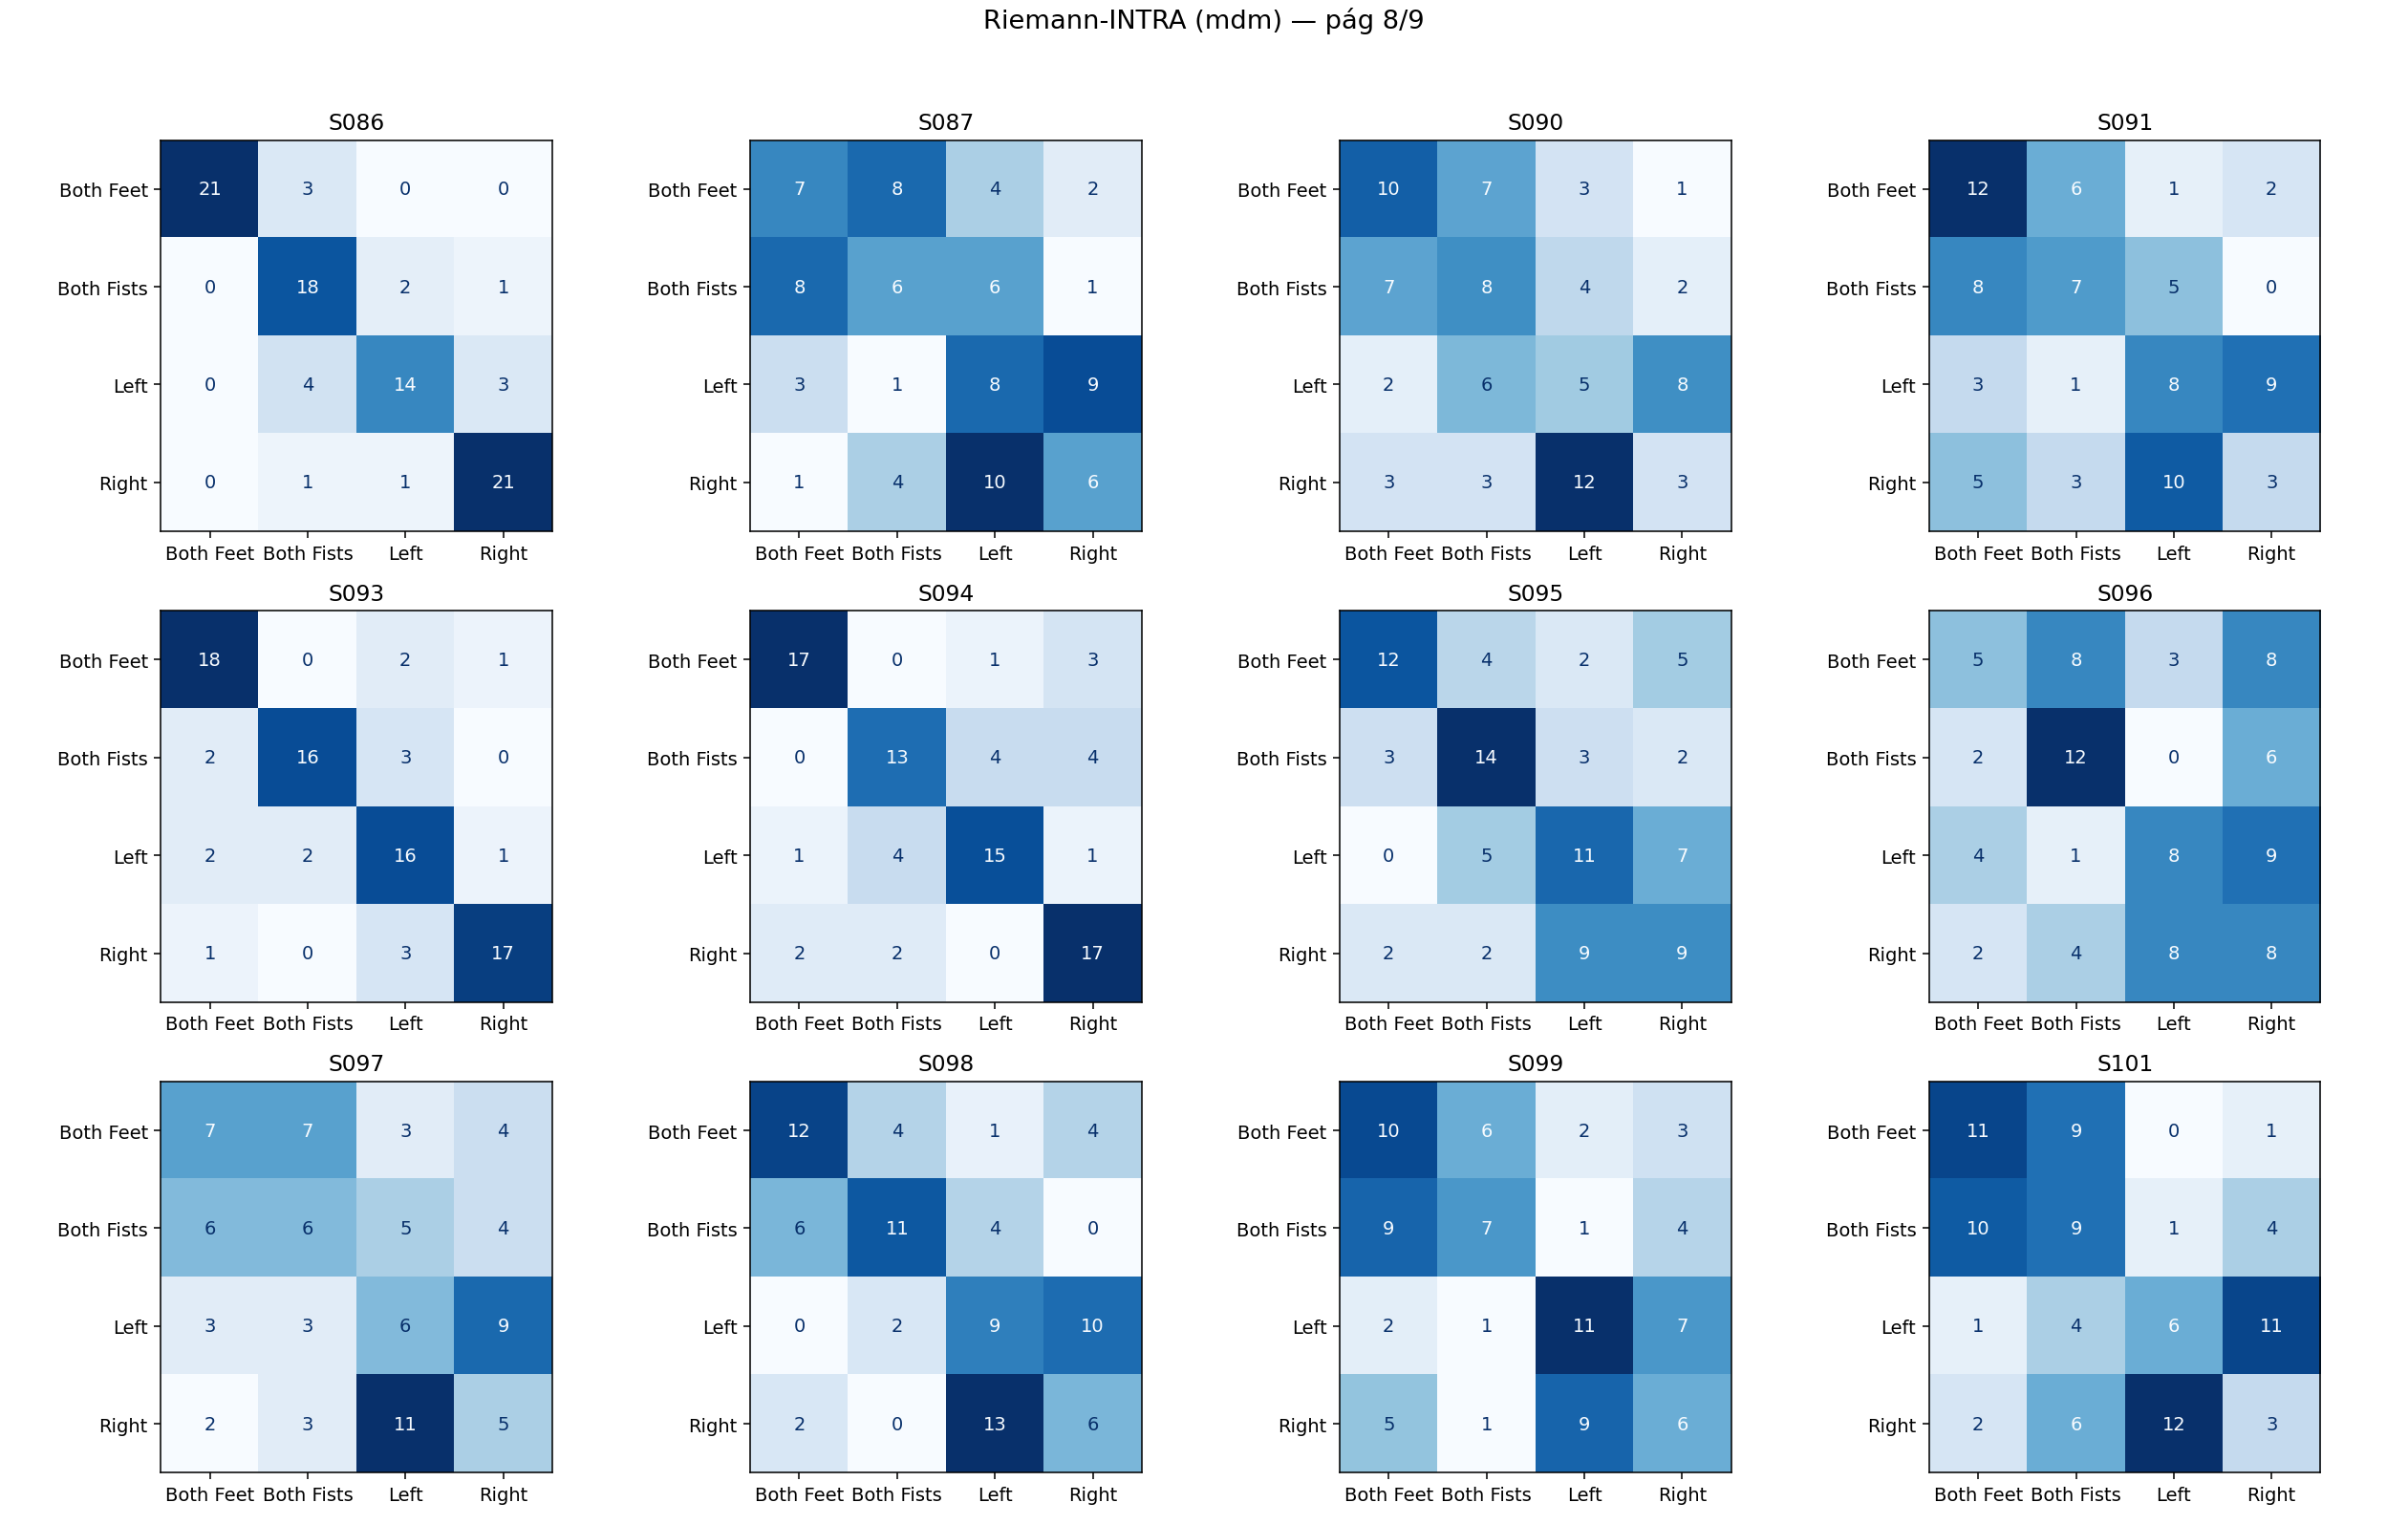 Riemann-INTRA (mdm) — pág 8/9
S086 S087 S090 S091
Both Feet 21 3 0 0 Both Feet 7 8 4 2 Both Feet 10 7 3 1 Both Feet 12 6 1 2
Both Fists 0 18 2 1 Both Fists 8 6 6 1 Both Fists 7 8 4 2 Both Fists 8 7 5 0
Left 0 4 14 3 Left 3 1 8 9 Left 2 6 5 8 Left 3 1 8 9
Right 0 1 1 21 Right 1 4 10 6 Right 3 3 12 3 Right 5 3 10 3
Both Feet Both Fists Left Right Both Feet Both Fists Left Right Both Feet Both Fists Left Right Both Feet Both Fists Left Right
S093 S094 S095 S096
Both Feet 18 0 2 1 Both Feet 17 0 1 3 Both Feet 12 4 2 5 Both Feet 5 8 3 8
Both Fists 2 16 3 0 Both Fists 0 13 4 4 Both Fists 3 14 3 2 Both Fists 2 12 0 6
Left 2 2 16 1 Left 1 4 15 1 Left 0 5 11 7 Left 4 1 8 9
Right 1 0 3 17 Right 2 2 0 17 Right 2 2 9 9 Right 2 4 8 8
Both Feet Both Fists Left Right Both Feet Both Fists Left Right Both Feet Both Fists Left Right Both Feet Both Fists Left Right
S097 S098 S099 S101
Both Feet 7 7 3 4 Both Feet 12 4 1 4 Both Feet 10 6 2 3 Both Feet 11 9 0 1
Both Fists 6 6 5 4 Both Fists 6 11 4 0 Both Fists 9 7 1 4 Both Fists 10 9 1 4
Left 3 3 6 9 Left 0 2 9 10 Left 2 1 11 7 Left 1 4 6 11
Right 2 3 11 5 Right 2 0 13 6 Right 5 1 9 6 Right 2 6 12 3
Both Feet Both Fists Left Right Both Feet Both Fists Left Right Both Feet Both Fists Left Right Both Feet Both Fists Left Right